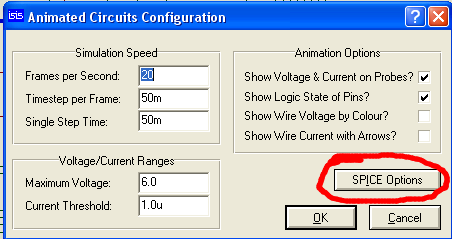 isis Animated Circuits Configuration
Simulation Speed
Frames per Second: 20
Timestep per Frame: 50m
Single Step Time: 50m
Voltage/Current Ranges
Maximum Voltage: 6.0
Current Threshold: 1.0u
Animation Options
Show Voltage & Current on Probes?
Show Logic State of Pins?
Show Wire Voltage by Colour?
Show Wire Current with Arrows?
SPICE Options
OK Cancel